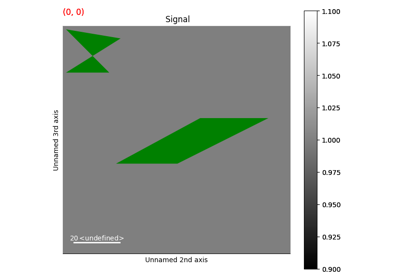 (0, 0)
Signal
Unnamed 3rd axis
20 <undefined>
Unnamed 2nd axis
1.100
1.075
1.050
1.025
1.000
0.975
0.950
0.925
0.900